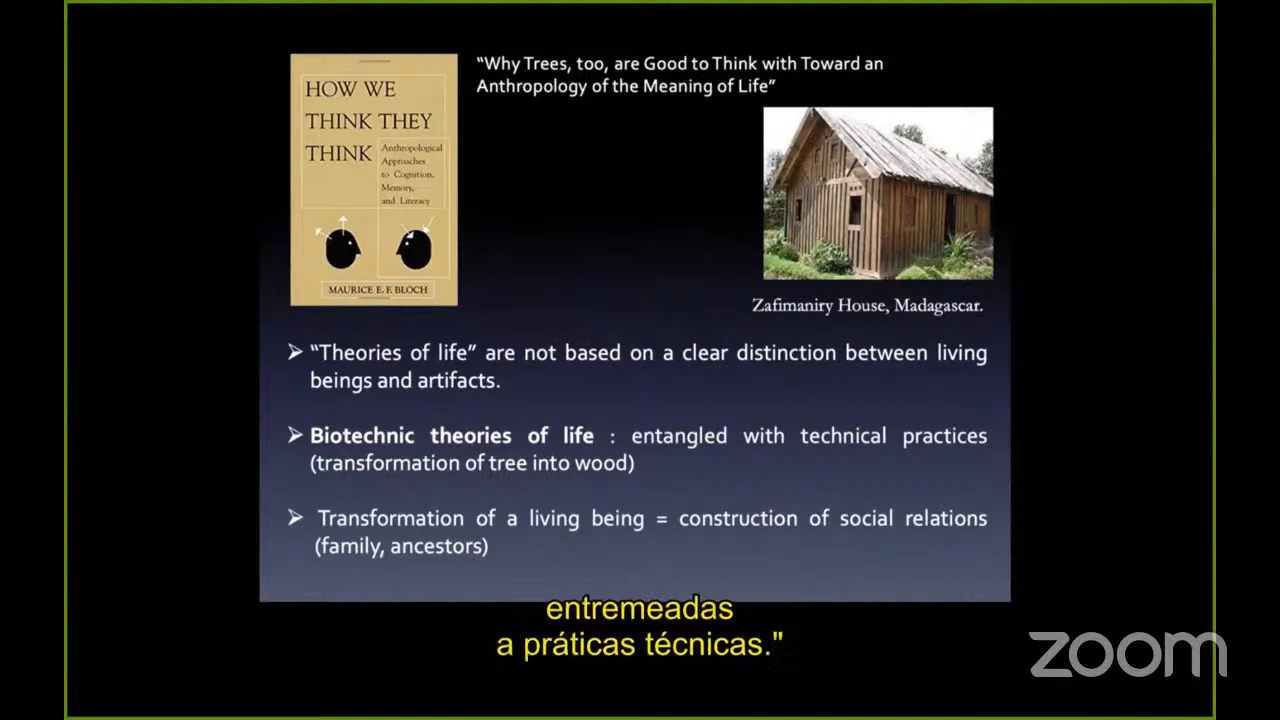 HOW WE
THINK THEY
THINK
Anthropological
Approaches
to Cognition,
Memory,
and Literacy
MAURICE E. F. BLOCH
“Why Trees, too, are Good to Think with Toward an
Anthropology of the Meaning of Life”
Zafimaniry House, Madagascar.
➢ “Theories of life” are not based on a clear distinction between living
beings and artifacts.
➢ Biotechnic theories of life : entangled with technical practices
(transformation of tree into wood)
➢ Transformation of a living being = construction of social relations
(family, ancestors)
entremeadas
a práticas técnicas."
zoom